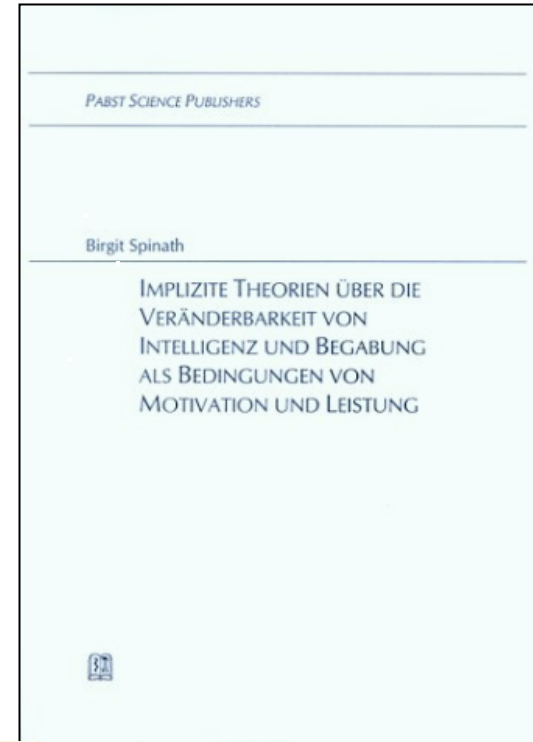 PABST SCIENCE PUBLISHERS
Birgit Spinath
IMPLIZITE THEORIEN ÜBER DIE
VERÄNDERBARKEIT VON
INTELLIGENZ UND BEGABUNG
ALS BEDINGUNGEN VON
MOTIVATION UND LEISTUNG